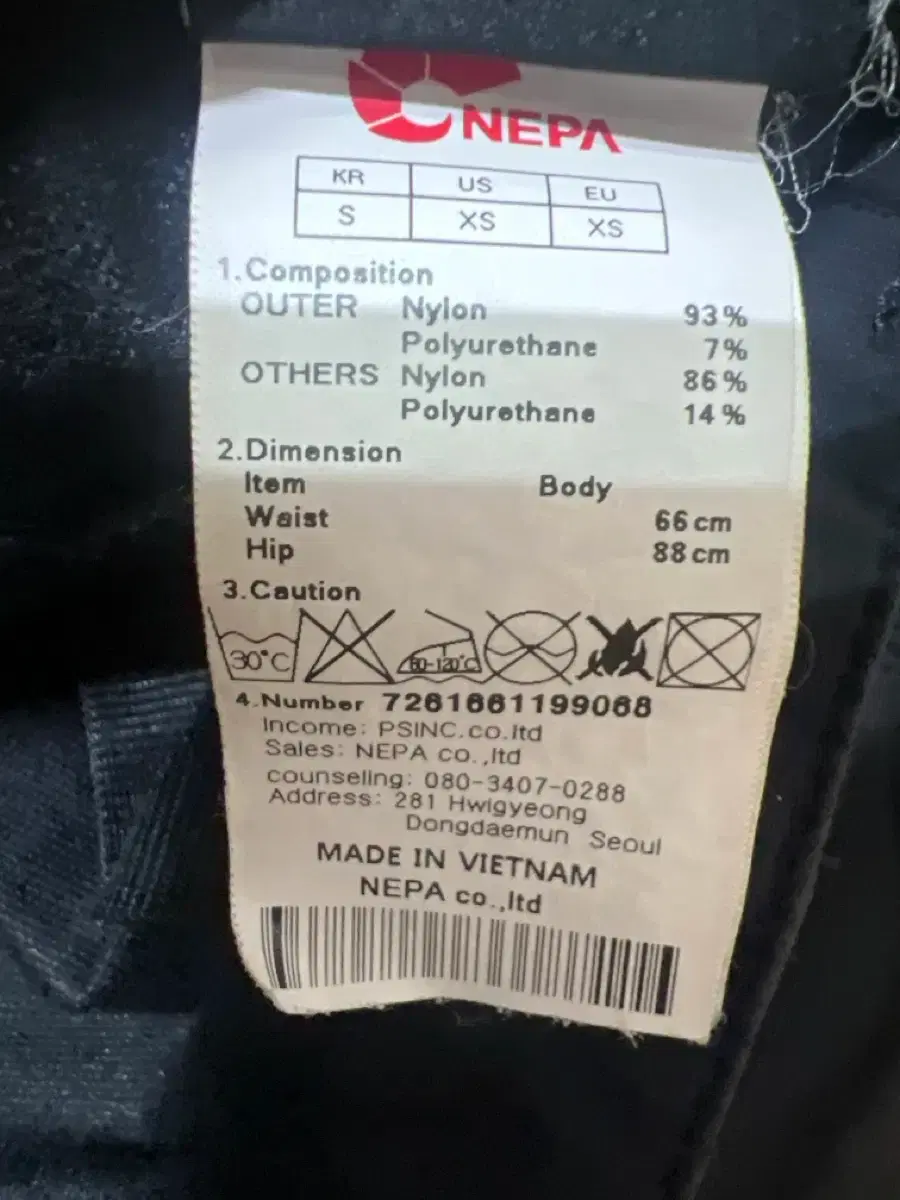 NEPA
KR US EU
S XS XS
1.Composition
OUTER Nylon 93%
Polyurethane 7%
OTHERS Nylon 86%
Polyurethane 14%
2.Dimension
Item Body
Waist 66cm
Hip 88cm
3.Caution
30°C 80-120°C
4.Number 7261661199068
Income: PSINC.co.ltd
Sales: NEPA co.,ltd
counseling: 080-3407-0288
Address: 281 Hwigyeong
Dongdaemun Seoul
MADE IN VIETNAM
NEPA co.,ltd